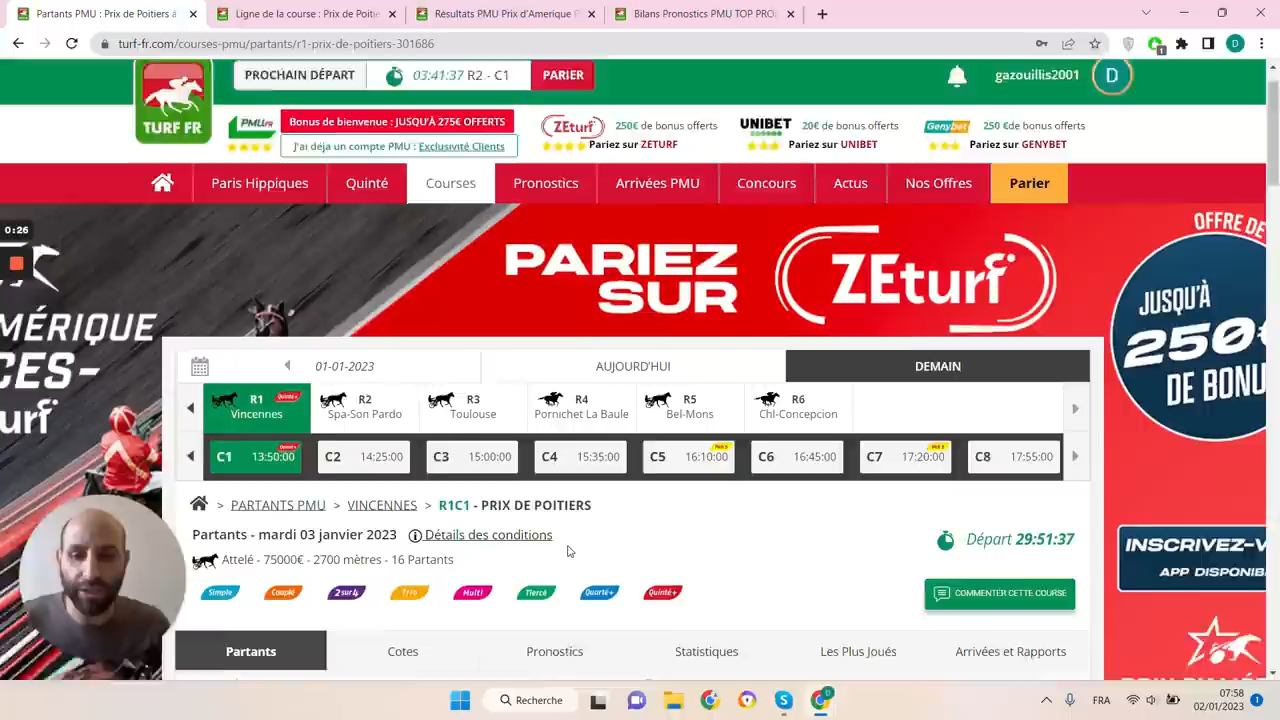 Partants PMU : Prix de Poitiers à
Ligne de la course : Prix de Poitie
Résultats PMU Prix d'Amerique P
Bilans Pronostics PMU TOP PRO
turf-fr.com/courses-pmu/partants/r1-prix-de-poitiers-301686
PROCHAIN DÉPART 03:41:37 R2 - C1 PARIER
gazouillis2001 D
TURF FR
PMU.FR Bonus de bienvenue : JUSQU'À 275€ OFFERTS
J'ai déja un compte PMU : Exclusivité Clients
ZEturf 250€ de bonus offerts
Pariez sur ZETURF
UNIBET 20€ de bonus offerts
Pariez sur UNIBET
Genybet 250 €de bonus offerts
Pariez sur GENYBET
Paris Hippiques Quinté Courses Pronostics Arrivées PMU Concours Actus Nos Offres Parier
0:26
OFFRE DE
PARIEZ
SUR
ZEturf
JUSQU'À
250€
DE BONU
MÉRIQUE
CES-
turf
01-01-2023 AUJOURD'HUI DEMAIN
R1 Quinté+ R2 R3 R4 R5 R6
Vincennes Spa-Son Pardo Toulouse Pornichet La Baule Bel-Mons Chl-Concepcion
C1 13:50:00 C2 14:25:00 C3 15:00:00 C4 15:35:00 C5 16:10:00 C6 16:45:00 C7 17:20:00 C8 17:55:00
> PARTANTS PMU > VINCENNES > R1C1 - PRIX DE POITIERS
Partants - mardi 03 janvier 2023 Détails des conditions
Départ 29:51:37
Attelé - 75000€ - 2700 mètres - 16 Partants
Simple Couplé 2sur4 Trio Multi Tiercé Quarté+ Quinté+
COMMENTER CETTE COURSE
INSCRIVEZ-V
APP DISPONIB
Partants Cotes Pronostics Statistiques Les Plus Joués Arrivées et Rapports
Recherche
FRA
07:58
02/01/2023